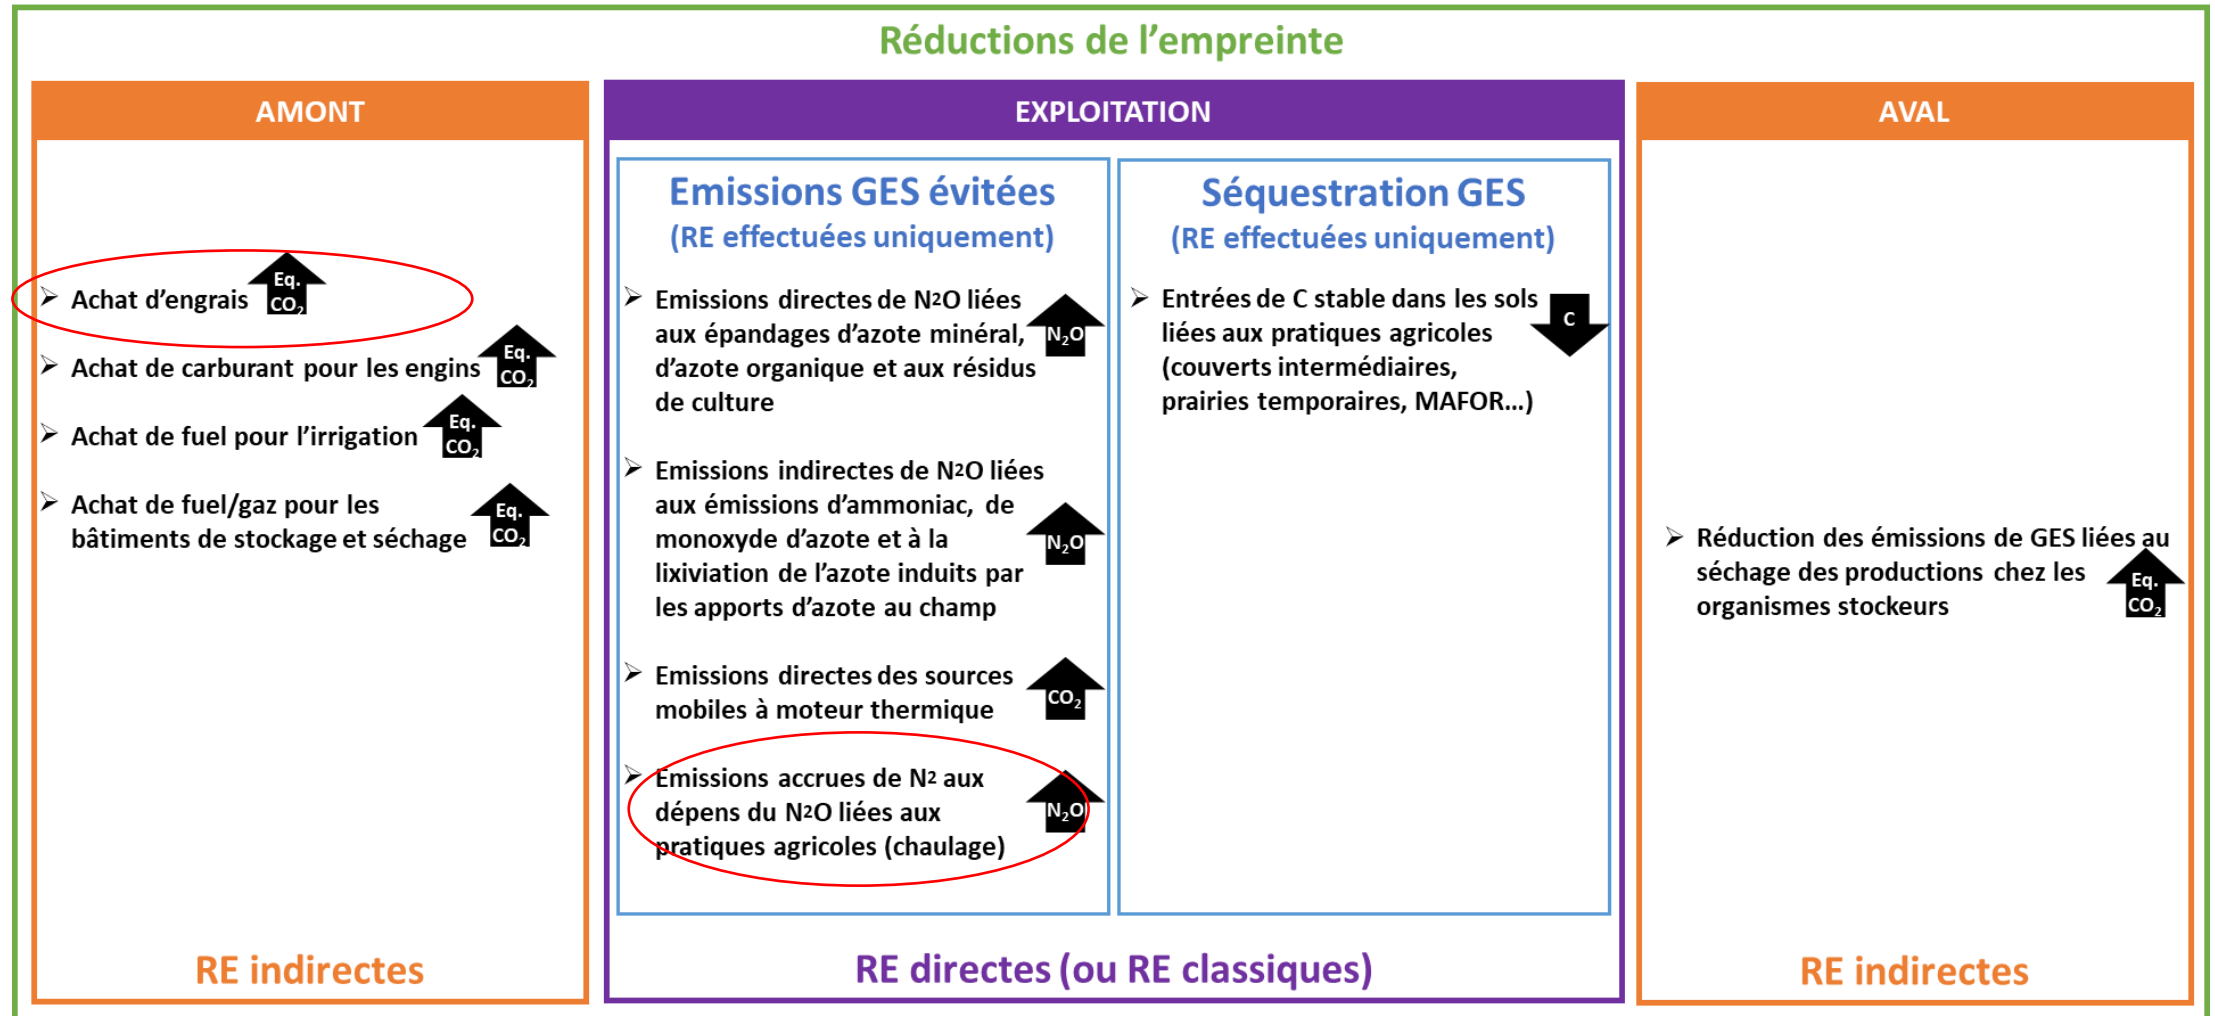 Réductions de l’empreinte
AMONT
Achat d’engrais
Eq.
CO₂
Achat de carburant pour les engins
Eq.
CO₂
Achat de fuel pour l’irrigation
Eq.
CO₂
Achat de fuel/gaz pour les
bâtiments de stockage et séchage
Eq.
CO₂
RE indirectes
EXPLOITATION
Emissions GES évitées
(RE effectuées uniquement)
Emissions directes de N2O liées
aux épandages d’azote minéral,
d’azote organique et aux résidus
de culture
N₂O
Emissions indirectes de N2O liées
aux émissions d’ammoniac, de
monoxyde d’azote et à la
lixiviation de l’azote induits par
les apports d’azote au champ
N₂O
Emissions directes des sources
mobiles à moteur thermique
CO₂
Emissions accrues de N2 aux
dépens du N2O liées aux
pratiques agricoles (chaulage)
N₂O
Séquestration GES
(RE effectuées uniquement)
Entrées de C stable dans les sols
liées aux pratiques agricoles
(couverts intermédiaires,
prairies temporaires, MAFOR…)
C
RE directes (ou RE classiques)
AVAL
Réduction des émissions de GES liées au
séchage des productions chez les
organismes stockeurs
Eq.
CO₂
RE indirectes